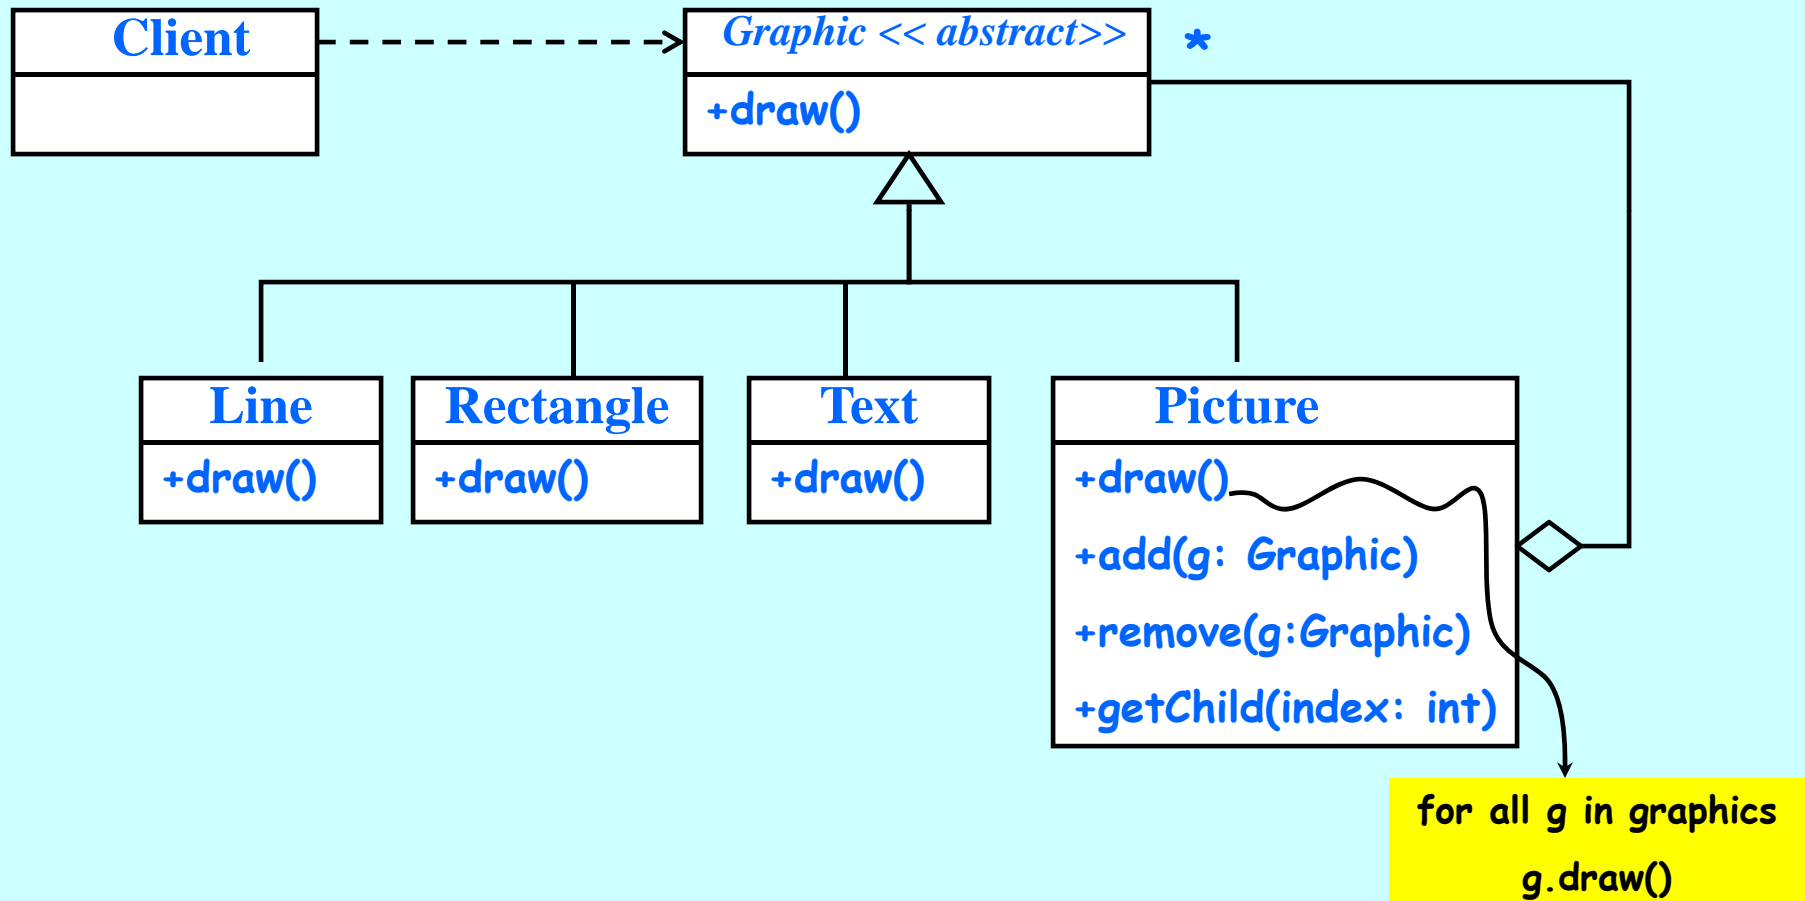 Client
Graphic << abstract>>
*
+draw()
Line
+draw()
Rectangle
+draw()
Text
+draw()
Picture
+draw()
+add(g: Graphic)
+remove(g:Graphic)
+getChild(index: int)
for all g in graphics
g.draw()